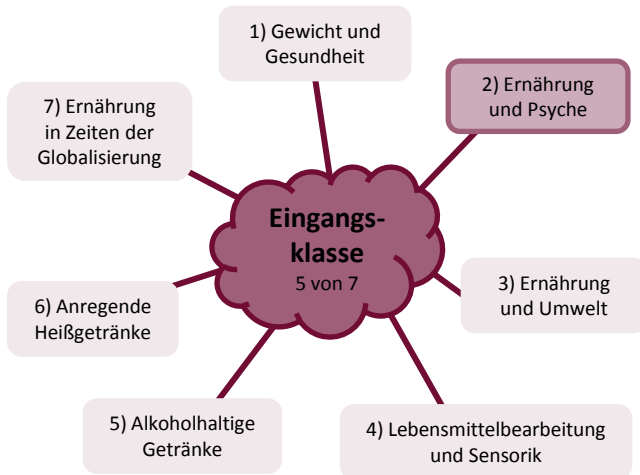 1) Gewicht und
Gesundheit
2) Ernährung
und Psyche
3) Ernährung
und Umwelt
4) Lebensmittelbearbeitung
und Sensorik
5) Alkoholhaltige
Getränke
6) Anregende
Heißgetränke
7) Ernährung
in Zeiten der
Globalisierung
Eingangs-
klasse
5 von 7